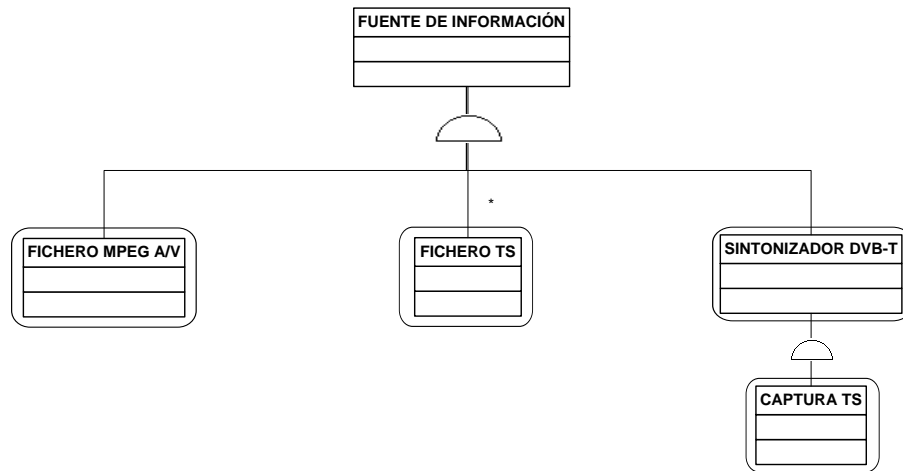 FUENTE DE INFORMACIÓN
*
FICHERO MPEG A/V
FICHERO TS
SINTONIZADOR DVB-T
CAPTURA TS